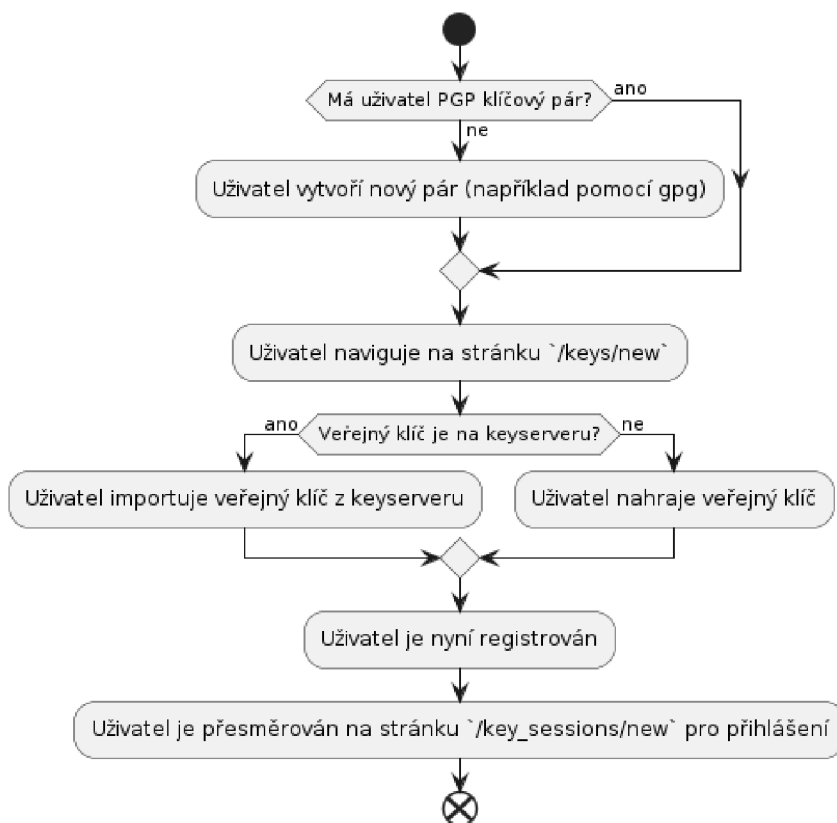 Má uživatel PGP klíčový pár?
ano
ne
Uživatel vytvoří nový pár (například pomocí gpg)
Uživatel naviguje na stránku `/keys/new`
ano
Veřejný klíč je na keyserveru?
ne
Uživatel importuje veřejný klíč z keyserveru
Uživatel nahraje veřejný klíč
Uživatel je nyní registrován
Uživatel je přesměrován na stránku `/key_sessions/new` pro přihlášení